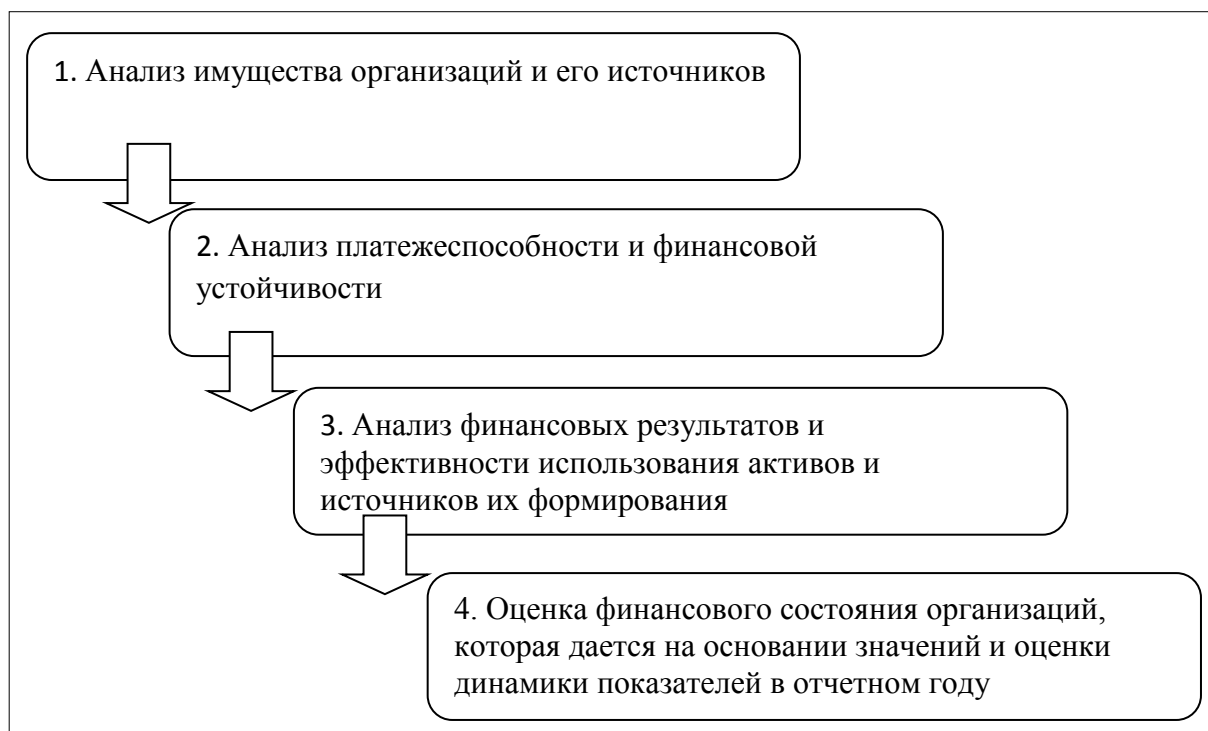 1. Анализ имущества организаций и его источников
2. Анализ платежеспособности и финансовой
устойчивости
3. Анализ финансовых результатов и
эффективности использования активов и
источников их формирования
4. Оценка финансового состояния организаций,
которая дается на основании значений и оценки
динамики показателей в отчетном году